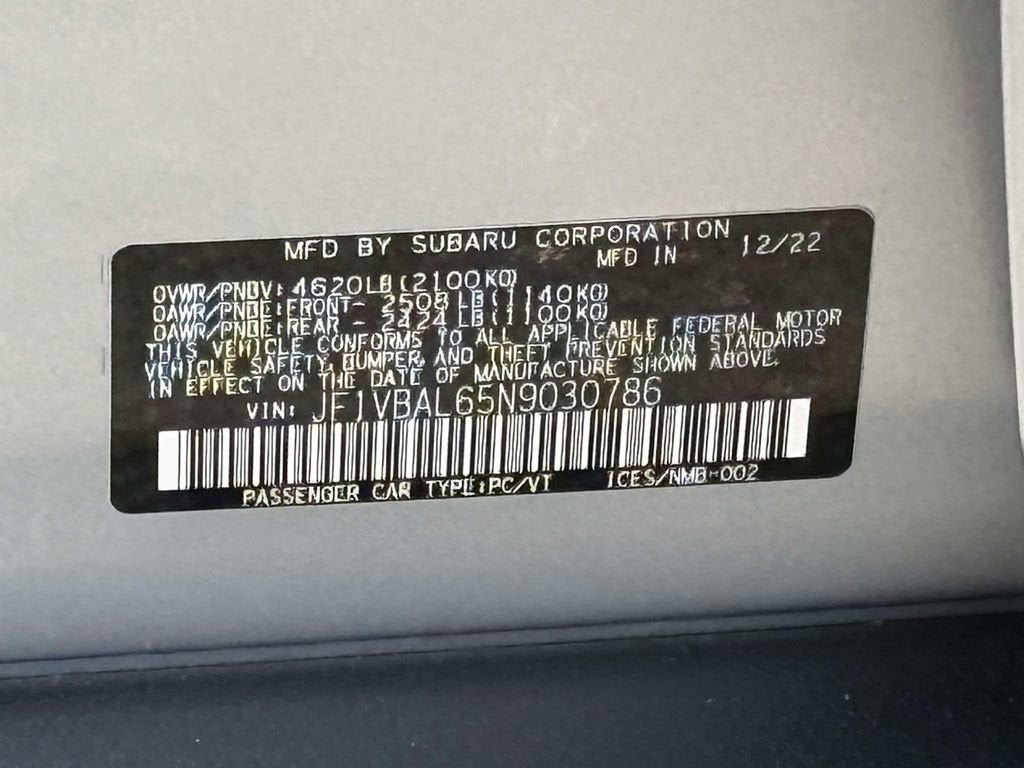 MFD BY SUBARU CORPORATION 12/22
MFD IN
GVWR/PNBV: 4620LB (2100KG)
GAWR/PNBE: FRONT- 2508 LB (1140KG)
GAWR/PNBE: REAR - 2424 LB (1100KG)
THIS VEHICLE CONFORMS TO ALL APPLICABLE FEDERAL MOTOR
VEHICLE SAFETY, BUMPER, AND THEFT PREVENTION STANDARDS
IN EFFECT ON THE DATE OF MANUFACTURE SHOWN ABOVE.
VIN: JF1VBAL65N9030786
PASSENGER CAR TYPE:PC/VT ICES/NMB-002